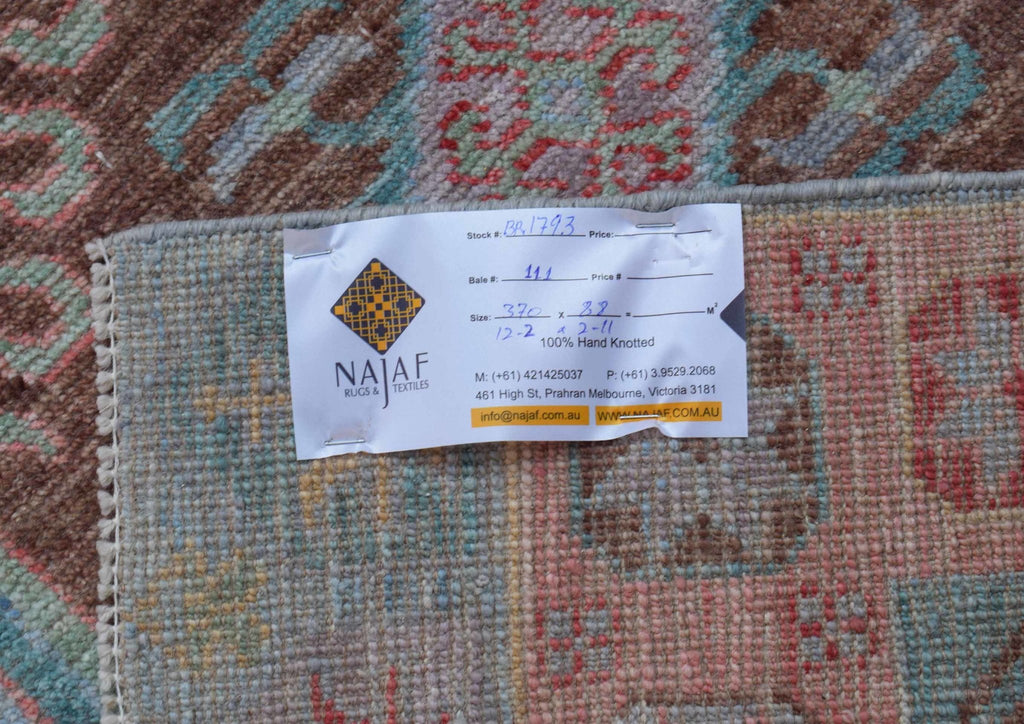 Stock #: BR.1793 Price:
Bale #: 111 Price #
Size: 370 x 88 = M²
12-2 x 2-11
100% Hand Knotted
NAJAF
RUGS & TEXTILES
M: (+61) 421425037 P: (+61) 3.9529.2068
461 High St, Prahran Melbourne, Victoria 3181
info@najaf.com.au WWW.NAJAF.COM.AU